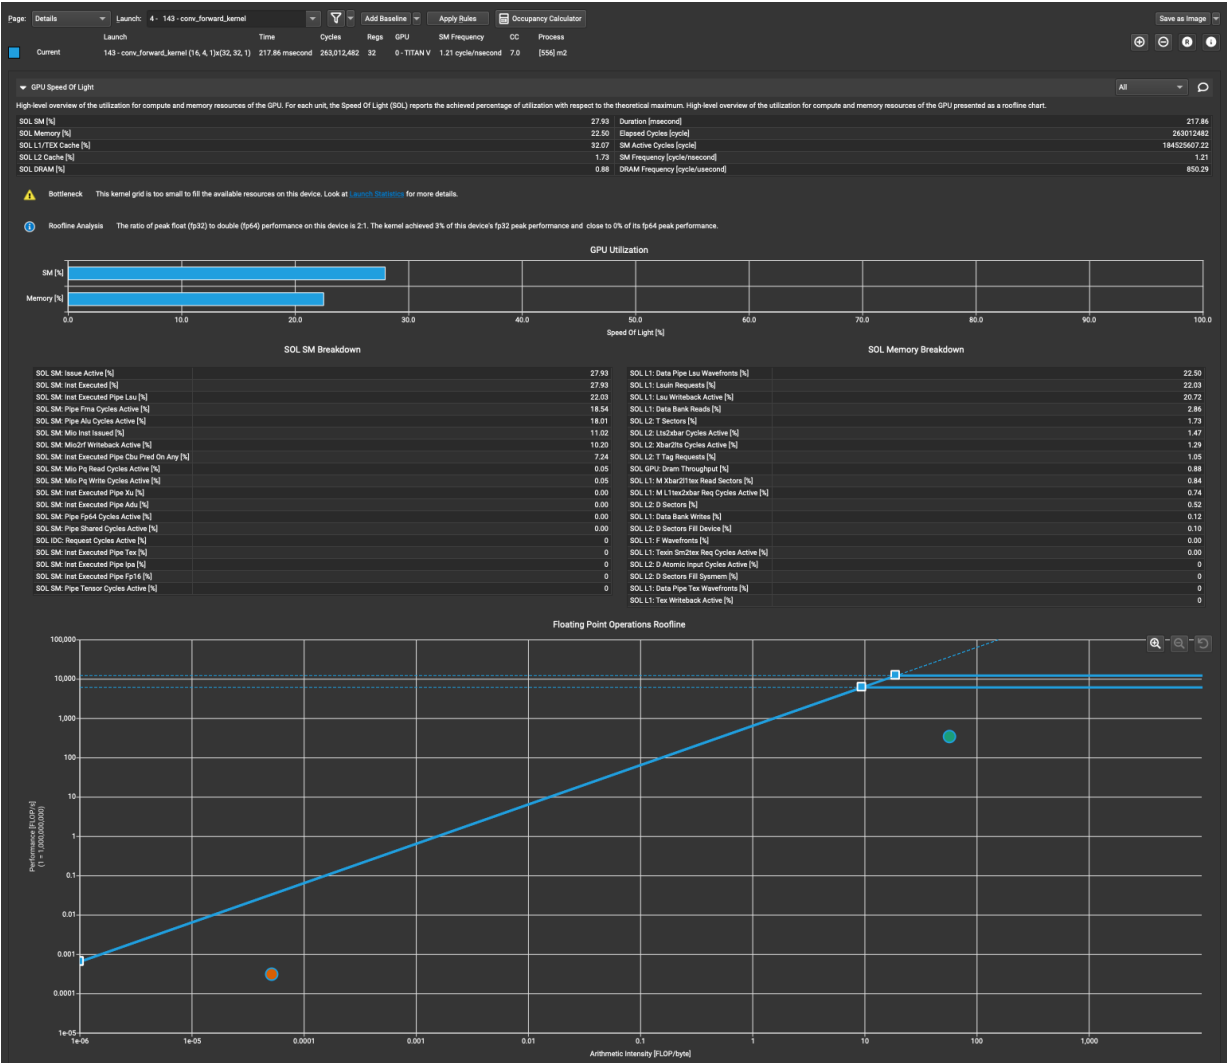 Page: Details Launch: 4 - 143 - conv_forward_kernel Add Baseline Apply Rules Occupancy Calculator Save as Image
Launch Time Cycles Regs GPU SM Frequency CC Process
Current 143 - conv_forward_kernel (16, 4, 1)x(32, 32, 1) 217.86 msecond 263,012,482 32 0 - TITAN V 1.21 cycle/nsecond 7.0 [556] m2
GPU Speed Of Light All
High-level overview of the utilization for compute and memory resources of the GPU. For each unit, the Speed Of Light (SOL) reports the achieved percentage of utilization with respect to the theoretical maximum. High-level overview of the utilization for compute and memory resources of the GPU presented as a roofline chart.
SOL SM [%] 27.93 Duration [msecond] 217.86
SOL Memory [%] 22.50 Elapsed Cycles [cycle] 263012482
SOL L1/TEX Cache [%] 32.07 SM Active Cycles [cycle] 184525607.22
SOL L2 Cache [%] 1.73 SM Frequency [cycle/nsecond] 1.21
SOL DRAM [%] 0.88 DRAM Frequency [cycle/usecond] 850.29
Bottleneck This kernel grid is too small to fill the available resources on this device. Look at Launch Statistics for more details.
Roofline Analysis The ratio of peak float (fp32) to double (fp64) performance on this device is 2:1. The kernel achieved 3% of this device's fp32 peak performance and close to 0% of its fp64 peak performance.
GPU Utilization
SM [%]
Memory [%]
0.0 10.0 20.0 30.0 40.0 50.0 60.0 70.0 80.0 90.0 100.0
Speed Of Light [%]
SOL SM Breakdown
SOL SM: Issue Active [%] 27.93
SOL SM: Inst Executed [%] 27.93
SOL SM: Inst Executed Pipe Lsu [%] 22.03
SOL SM: Pipe Fma Cycles Active [%] 18.54
SOL SM: Pipe Alu Cycles Active [%] 18.01
SOL SM: Mio Inst Issued [%] 11.02
SOL SM: Mio2rf Writeback Active [%] 10.20
SOL SM: Inst Executed Pipe Cbu Pred On Any [%] 7.24
SOL SM: Mio Pq Read Cycles Active [%] 0.05
SOL SM: Mio Pq Write Cycles Active [%] 0.05
SOL SM: Inst Executed Pipe Xu [%] 0.00
SOL SM: Inst Executed Pipe Adu [%] 0.00
SOL SM: Pipe Fp64 Cycles Active [%] 0.00
SOL SM: Pipe Shared Cycles Active [%] 0.00
SOL IDC: Request Cycles Active [%] 0
SOL SM: Inst Executed Pipe Tex [%] 0
SOL SM: Inst Executed Pipe Ipa [%] 0
SOL SM: Inst Executed Pipe Fp16 [%] 0
SOL SM: Pipe Tensor Cycles Active [%] 0
SOL Memory Breakdown
SOL L1: Data Pipe Lsu Wavefronts [%] 22.50
SOL L1: Lsuin Requests [%] 22.03
SOL L1: Lsu Writeback Active [%] 20.72
SOL L1: Data Bank Reads [%] 2.86
SOL L2: T Sectors [%] 1.73
SOL L2: Lts2xbar Cycles Active [%] 1.47
SOL L2: Xbar2lts Cycles Active [%] 1.29
SOL L2: T Tag Requests [%] 1.05
SOL GPU: Dram Throughput [%] 0.88
SOL L1: M Xbar2l1tex Read Sectors [%] 0.84
SOL L1: M L1tex2xbar Req Cycles Active [%] 0.74
SOL L2: D Sectors [%] 0.52
SOL L1: Data Bank Writes [%] 0.12
SOL L2: D Sectors Fill Device [%] 0.10
SOL L1: F Wavefronts [%] 0.00
SOL L1: Texin Sm2tex Req Cycles Active [%] 0.00
SOL L2: D Atomic Input Cycles Active [%] 0
SOL L2: D Sectors Fill Sysmem [%] 0
SOL L1: Data Pipe Tex Wavefronts [%] 0
SOL L1: Tex Writeback Active [%] 0
Floating Point Operations Roofline
100,000
10,000
1,000
100
10
1
0.1
0.01
0.001
0.0001
1e-05
Performance [FLOP/s]
(1 = 1,000,000,000)
1e-06 1e-05 0.0001 0.001 0.01 0.1 1 10 100 1,000
Arithmetic Intensity [FLOP/byte]